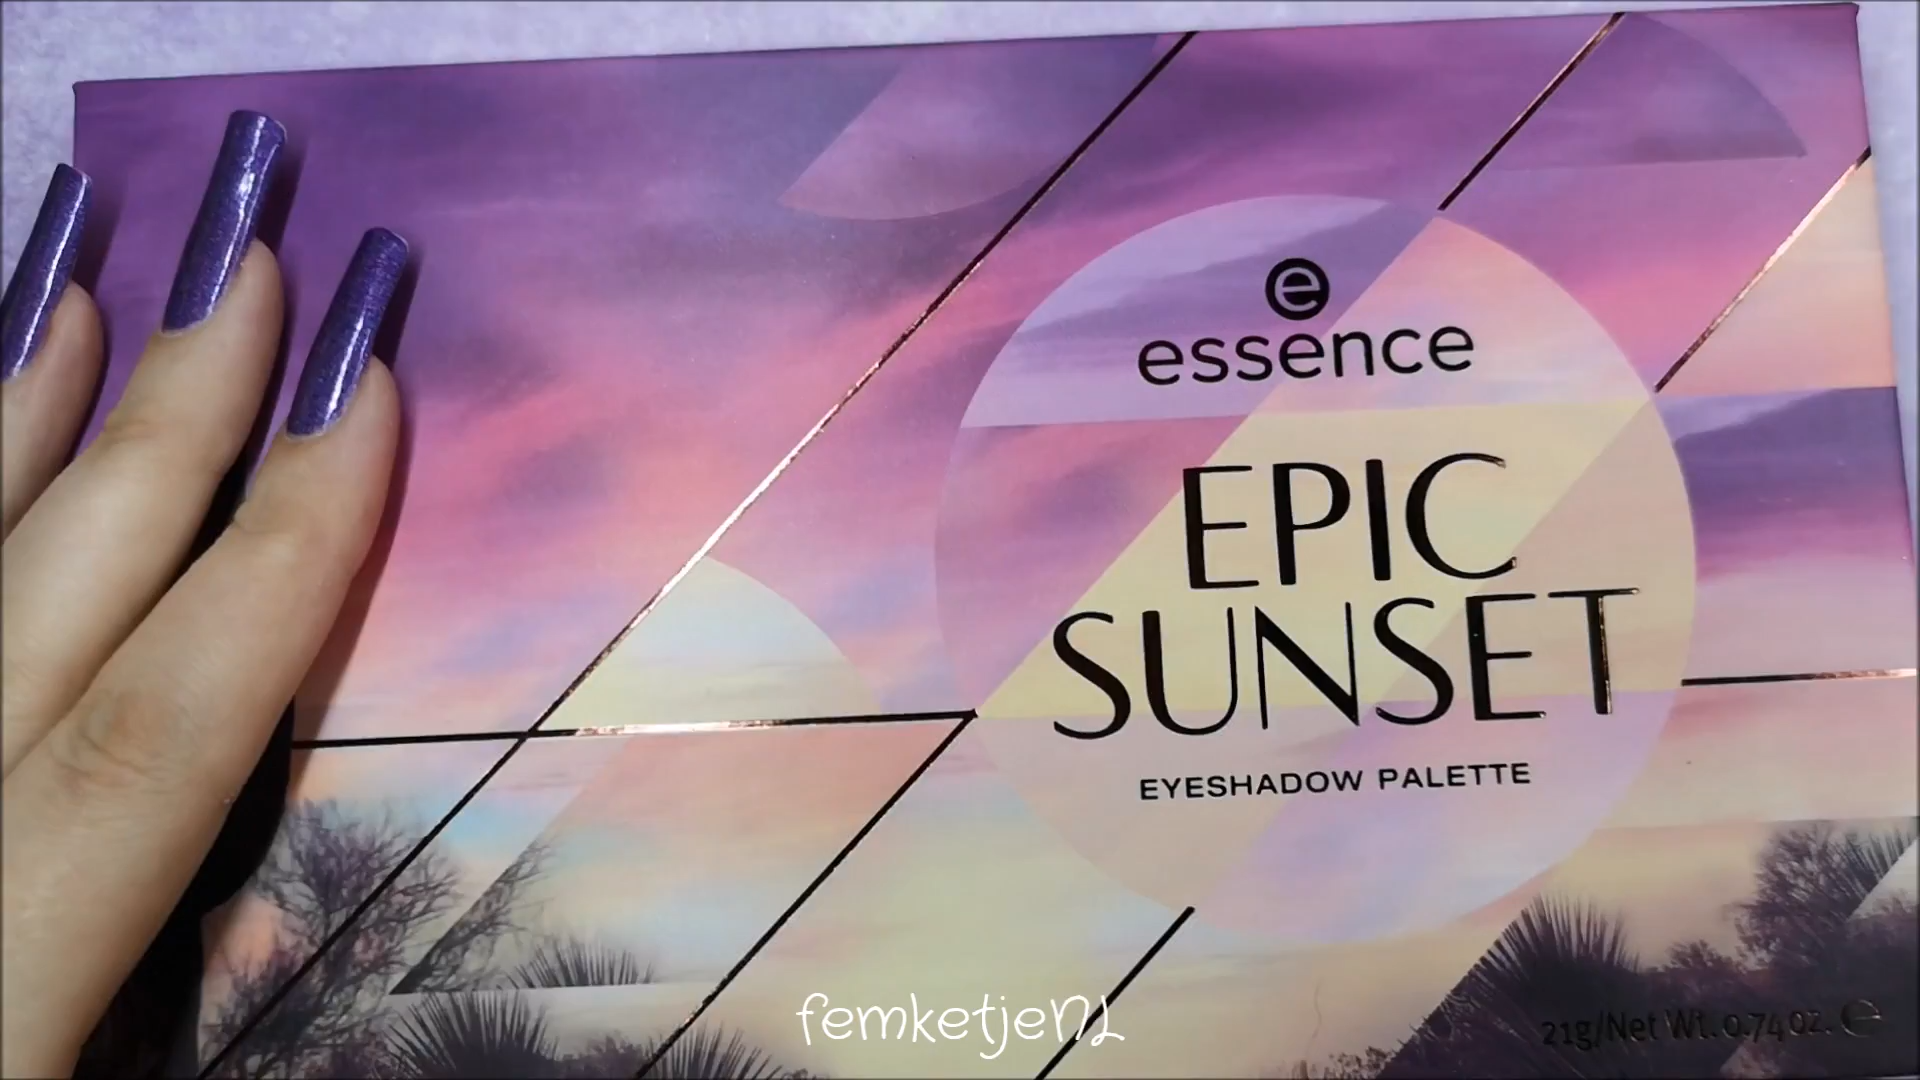 e
essence
EPIC
SUNSET
EYESHADOW PALETTE
21g/Net Wt. 0.74 oz. ℮
femketjeNL